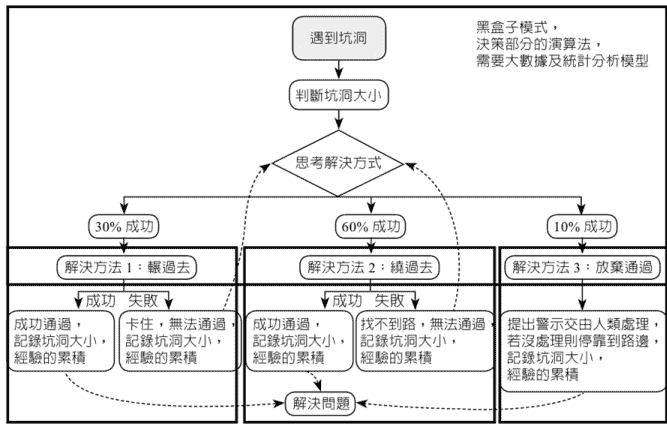 遇到坑洞
黑盒子模式，
決策部分的演算法，
需要大數據及統計分析模型
判斷坑洞大小
思考解決方式
30% 成功
60% 成功
10% 成功
解決方法 1：輾過去
解決方法 2：繞過去
解決方法 3：放棄通過
成功 失敗
成功 失敗
成功通過，
記錄坑洞大小，
經驗的累積
卡住，無法通過，
記錄坑洞大小，
經驗的累積
成功通過，
記錄坑洞大小，
經驗的累積
找不到路，無法通過，
記錄坑洞大小，
經驗的累積
提出警示交由人類處理，
若沒處理則停靠到路邊，
記錄坑洞大小，
經驗的累積
解決問題